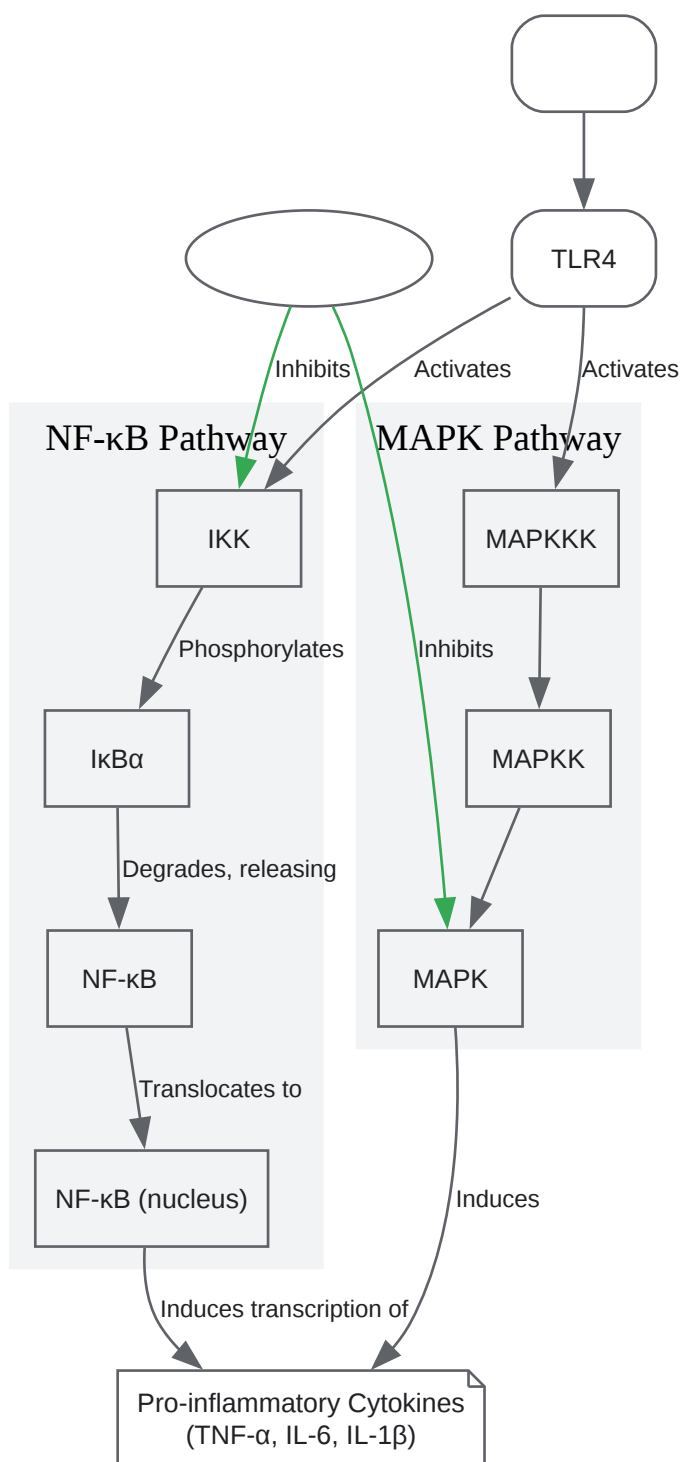 TLR4
Inhibits
Activates
Activates
NF-κB Pathway
MAPK Pathway
IKK
MAPKKK
Phosphorylates
Inhibits
IκBα
MAPKK
Degrades, releasing
NF-κB
MAPK
Translocates to
NF-κB (nucleus)
Induces
Induces transcription of
Pro-inflammatory Cytokines
(TNF-α, IL-6, IL-1β)